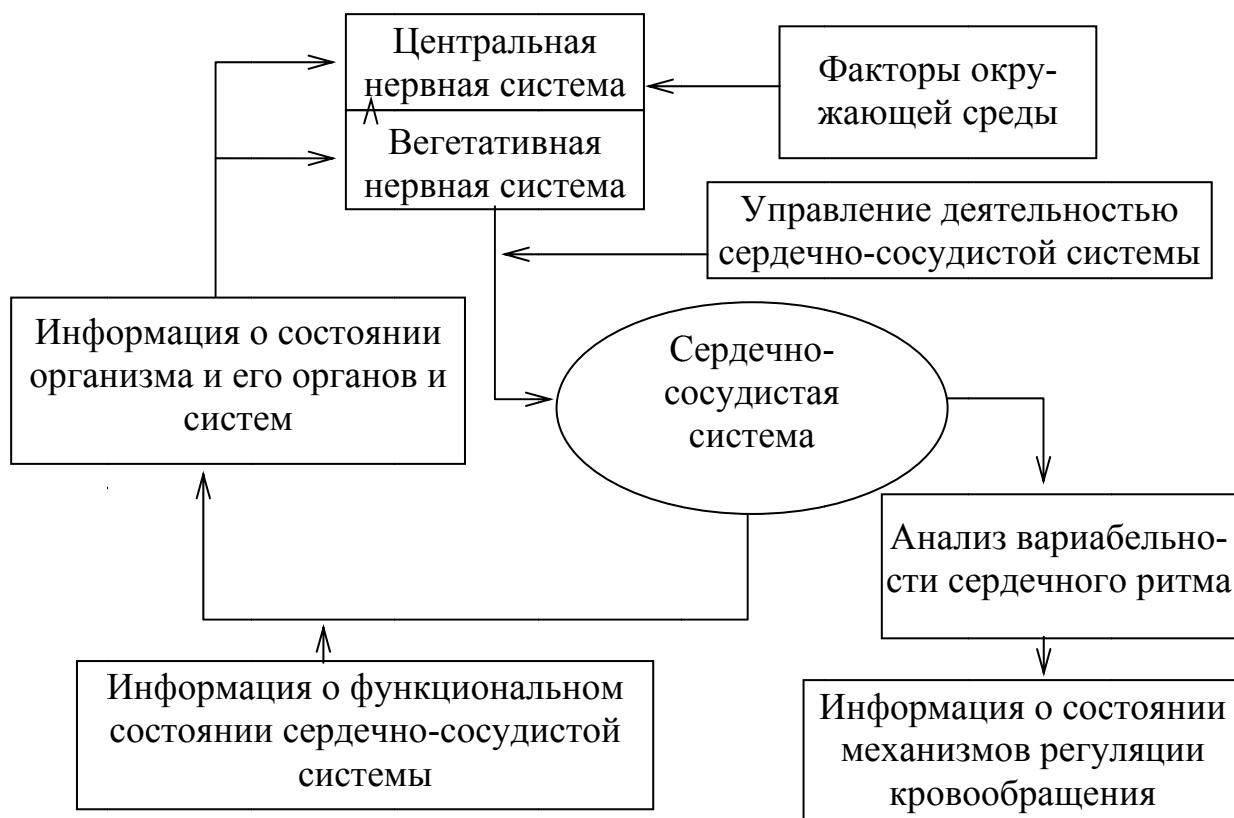 Центральная
нервная система
Факторы окру-
жающей среды
Вегетативная
нервная система
Управление деятельностью
сердечно-сосудистой системы
Информация о состоянии
организма и его органов и
систем
Сердечно-
сосудистая
система
Анализ вариабельно-
сти сердечного ритма
Информация о функциональном
состоянии сердечно-сосудистой
системы
Информация о состоянии
механизмов регуляции
кровообращения